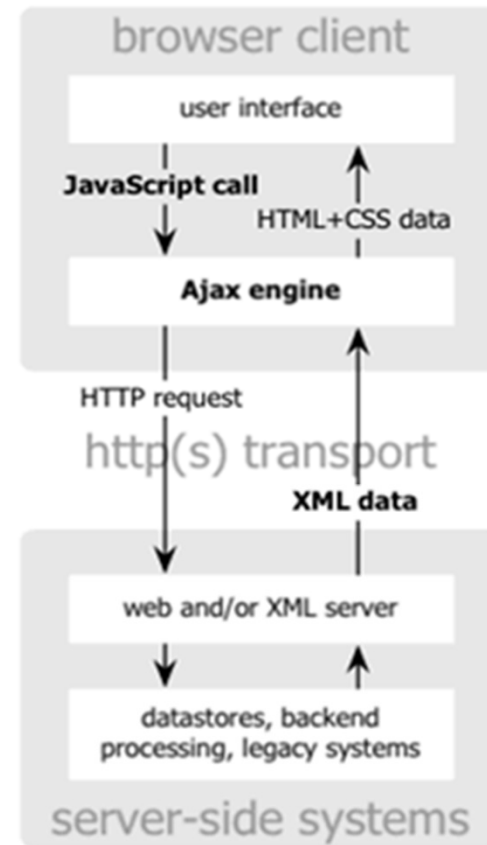 browser client
user interface
JavaScript call
HTML+CSS data
Ajax engine
HTTP request
http(s) transport
XML data
web and/or XML server
datastores, backend
processing, legacy systems
server-side systems